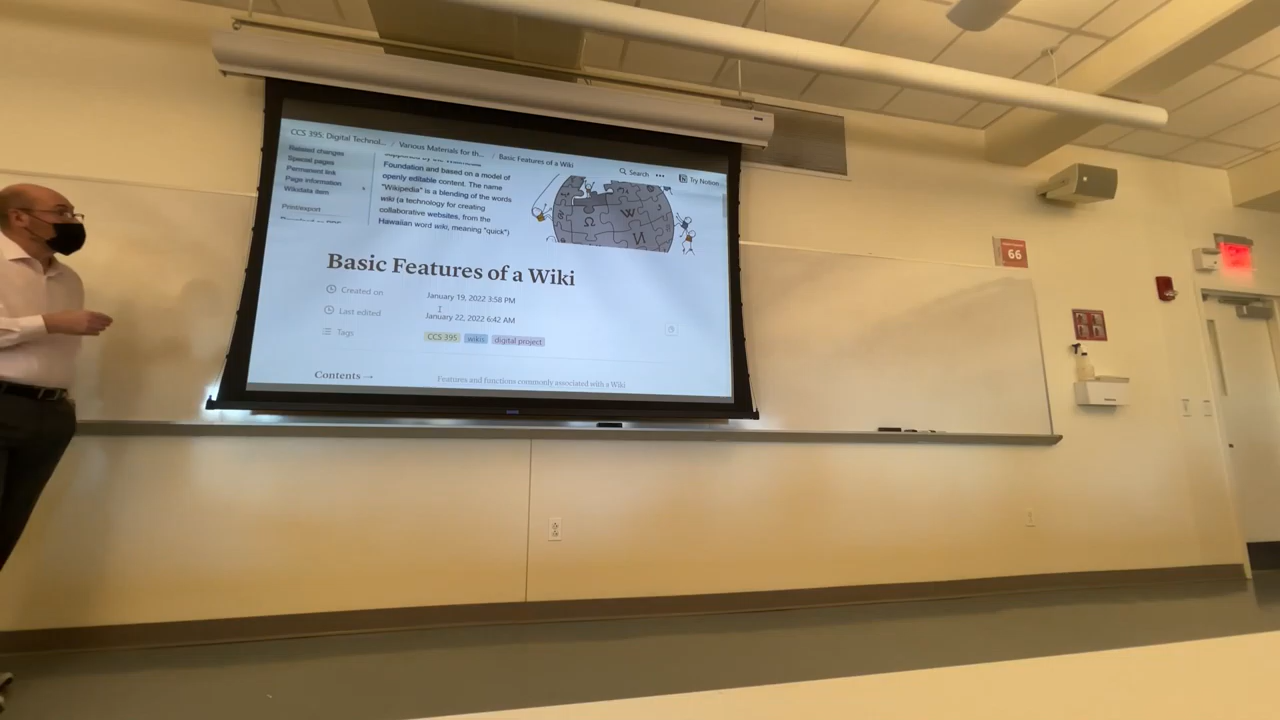 CCS 395: Digital Technol... / Various Materials for th... / Basic Features of a Wiki
Search ••• Try Notion
Related changes
Special pages
Permanent link
Page information
Wikidata item
Print/export
Foundation and based on a model of
openly editable content. The name
"Wikipedia" is a blending of the words
wiki (a technology for creating
collaborative websites, from the
Hawaiian word wiki, meaning "quick")
Ω W И
Basic Features of a Wiki
Created on January 19, 2022 3:58 PM
Last edited January 22, 2022 6:42 AM
Tags CCS 395 wikis digital project
Contents →
Features and functions commonly associated with a Wiki
66